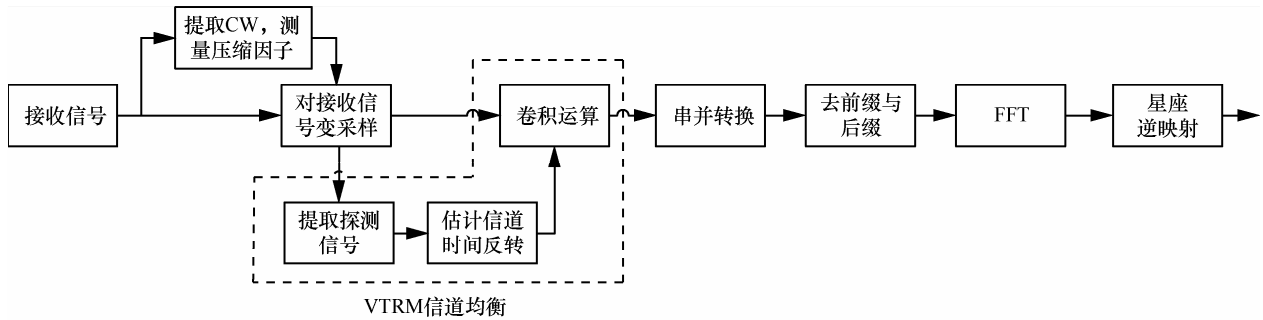 提取CW，测
量压缩因子
接收信号
对接收信
号变采样
卷积运算
串并转换
去前缀与
后缀
FFT
星座
逆映射
提取探测
信号
估计信道
时间反转
VTRM信道均衡